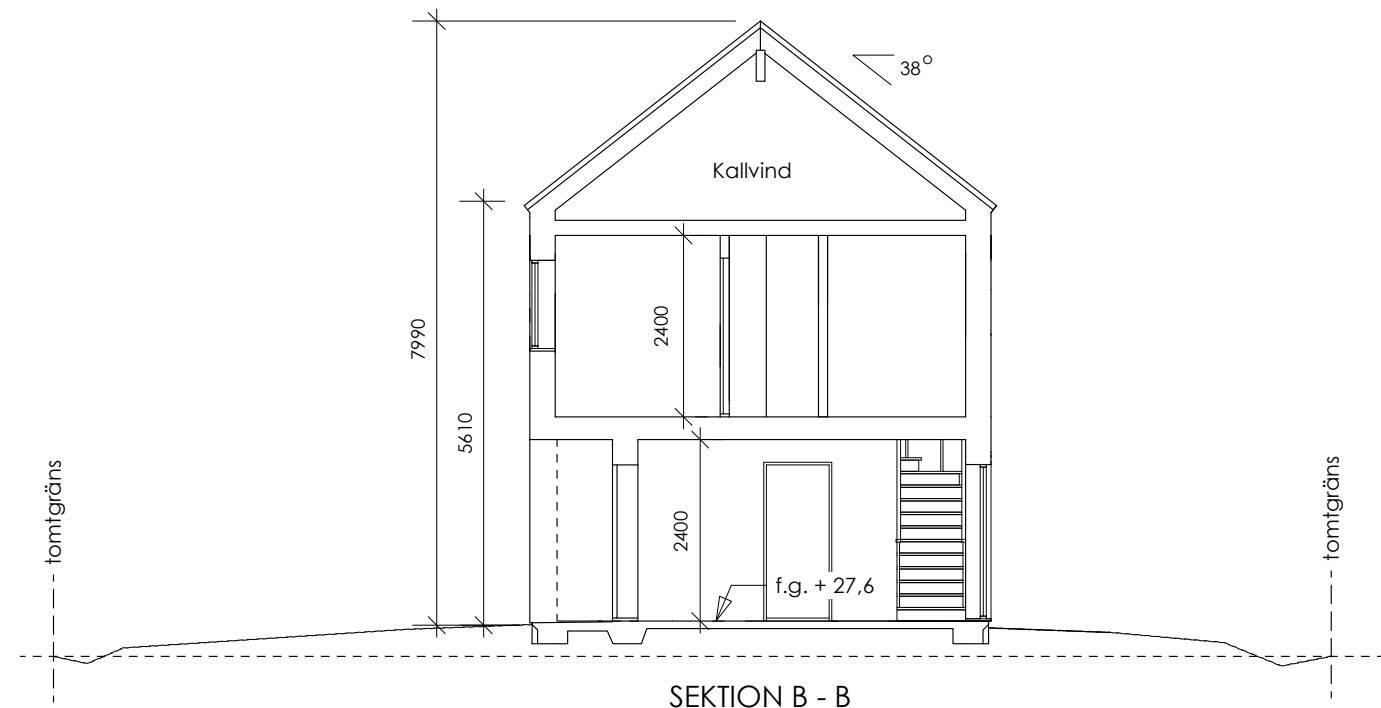 38°
Kallvind
7990
2400
5610
tomtgräns
tomtgräns
2400
f.g. + 27,6
SEKTION B - B